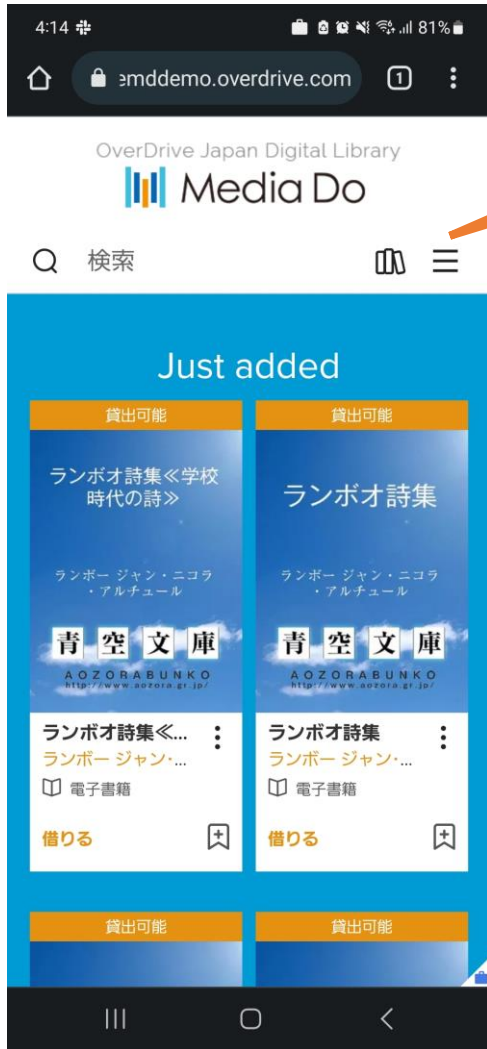 4:14
81%
emddemo.overdrive.com
1
OverDrive Japan Digital Library
Media Do
検索
Just added
貸出可能
貸出可能
ランボオ詩集≪学校
時代の詩≫
ランボー ジャン・ニコラ
・アルチュール
青空文庫
AOZORABUNKO
http://www.aozora.gr.jp/
ランボオ詩集
ランボー ジャン・ニコラ
・アルチュール
青空文庫
AOZORABUNKO
http://www.aozora.gr.jp/
ランボオ詩集≪...
ランボー ジャン・...
電子書籍
借りる
ランボオ詩集
ランボー ジャン・...
電子書籍
借りる
貸出可能
貸出可能